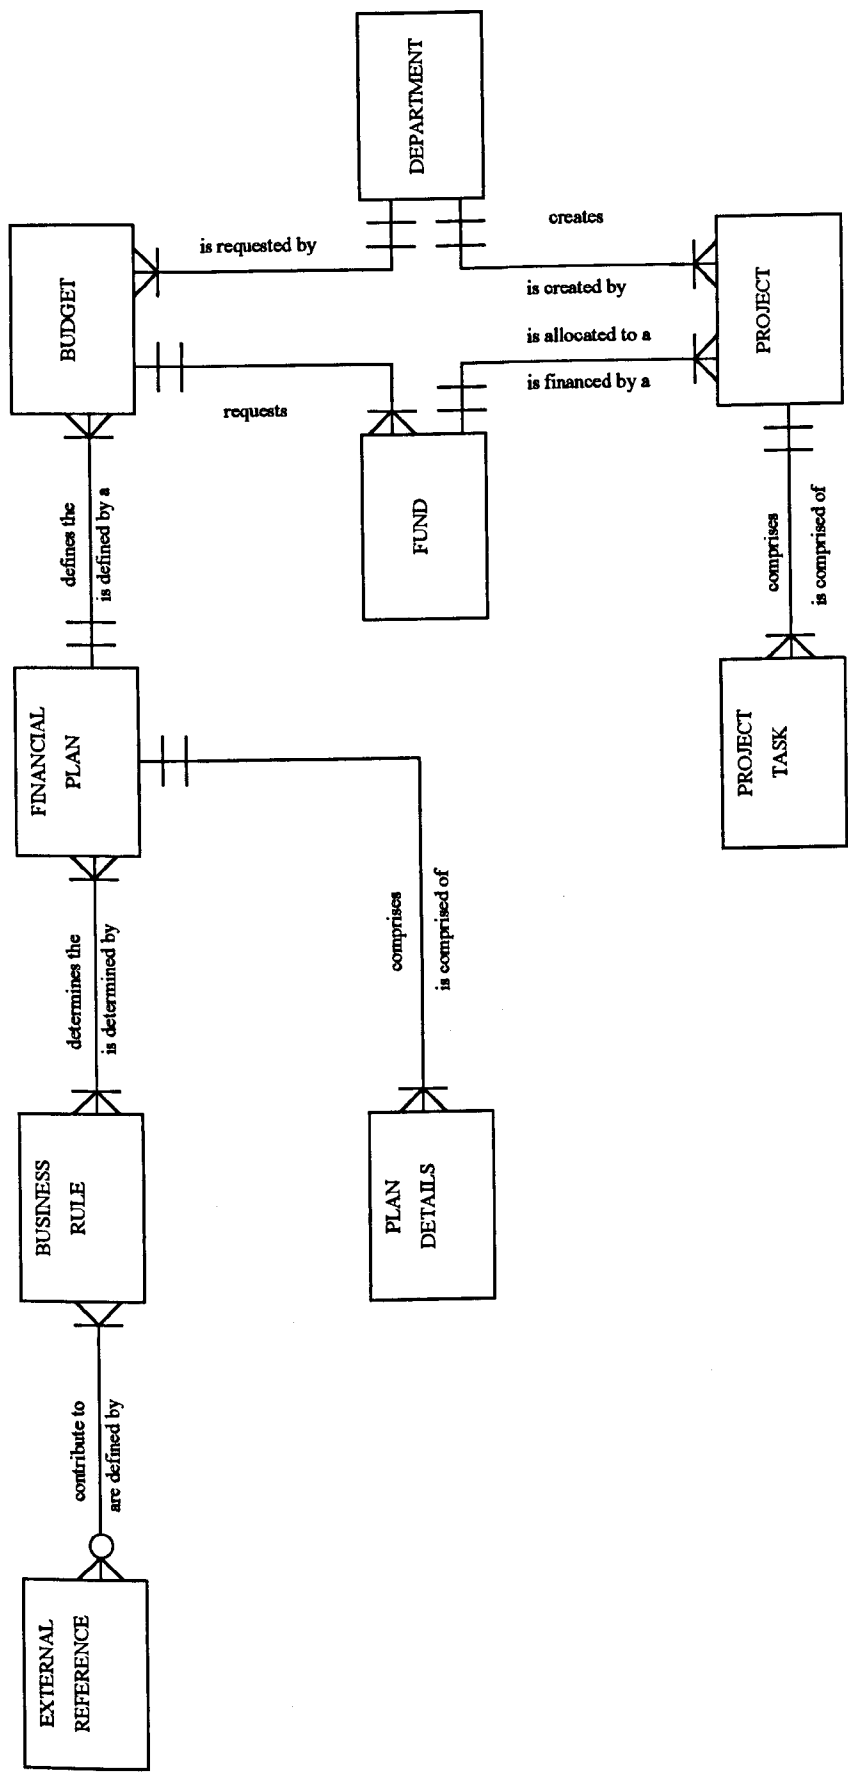 DEPARTMENT
BUDGET
is requested by
creates
is created by
PROJECT
is allocated to a
is financed by a
requests
FUND
defines the
is defined by a
comprises
is comprised of
FINANCIAL
PLAN
PROJECT
TASK
determines the
is determined by
comprises
is comprised of
BUSINESS
RULE
PLAN
DETAILS
contribute to
are defined by
EXTERNAL
REFERENCE